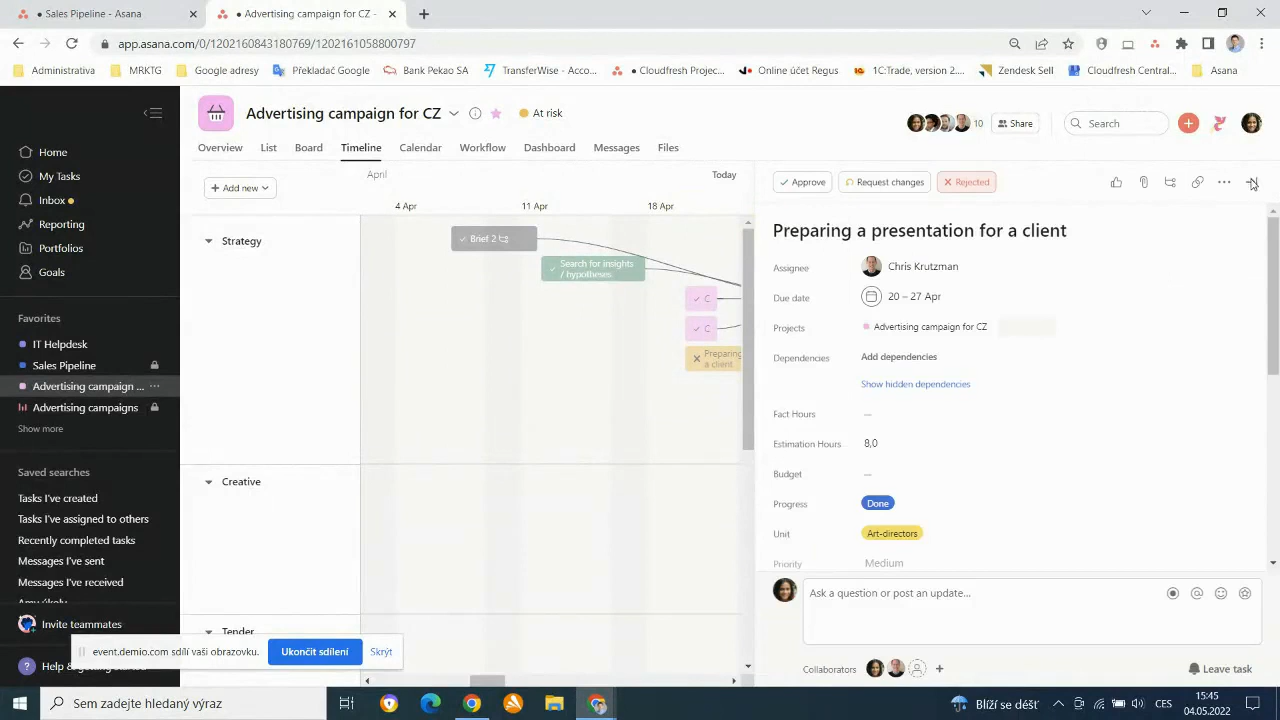 Sales Pipeline - Asana
Advertising campaign for CZ -
app.asana.com/0/1202160843180769/1202161058800797
Administrativa
MRKTG
Google adresy
Překladač Google
Bank Pekao SA
TransferWise - Acco...
Cloudfresh Projec...
Online účet Regus
1C:Trade, version 2....
Zendesk Sell
Cloudfresh Central...
Asana
Advertising campaign for CZ
At risk
10
Share
Search
Overview
List
Board
Timeline
Calendar
Workflow
Dashboard
Messages
Files
Home
My Tasks
Inbox
Reporting
Portfolios
Goals
Favorites
IT Helpdesk
Sales Pipeline
Advertising campaign ...
Advertising campaigns
Show more
Saved searches
Tasks I've created
Tasks I've assigned to others
Recently completed tasks
Messages I've sent
Messages I've received
Invite teammates
Add new
April
Today
4 Apr
11 Apr
18 Apr
Strategy
Brief 2
Search for insights
/ hypotheses
C
C
Preparing
a client
Creative
Tender
Approve
Request changes
Rejected
Preparing a presentation for a client
Assignee
Chris Krutzman
Due date
20 – 27 Apr
Projects
Advertising campaign for CZ
Dependencies
Add dependencies
Show hidden dependencies
Fact Hours
—
Estimation Hours
8,0
Budget
—
Progress
Done
Unit
Art-directors
Priority
Medium
Ask a question or post an update...
Collaborators
Leave task
event.demio.com sdílí vaši obrazovku.
Ukončit sdílení
Skrýt
? Help &
Sem zadejte hledaný výraz
Blíží se déšť
CES
15:45
04.05.2022